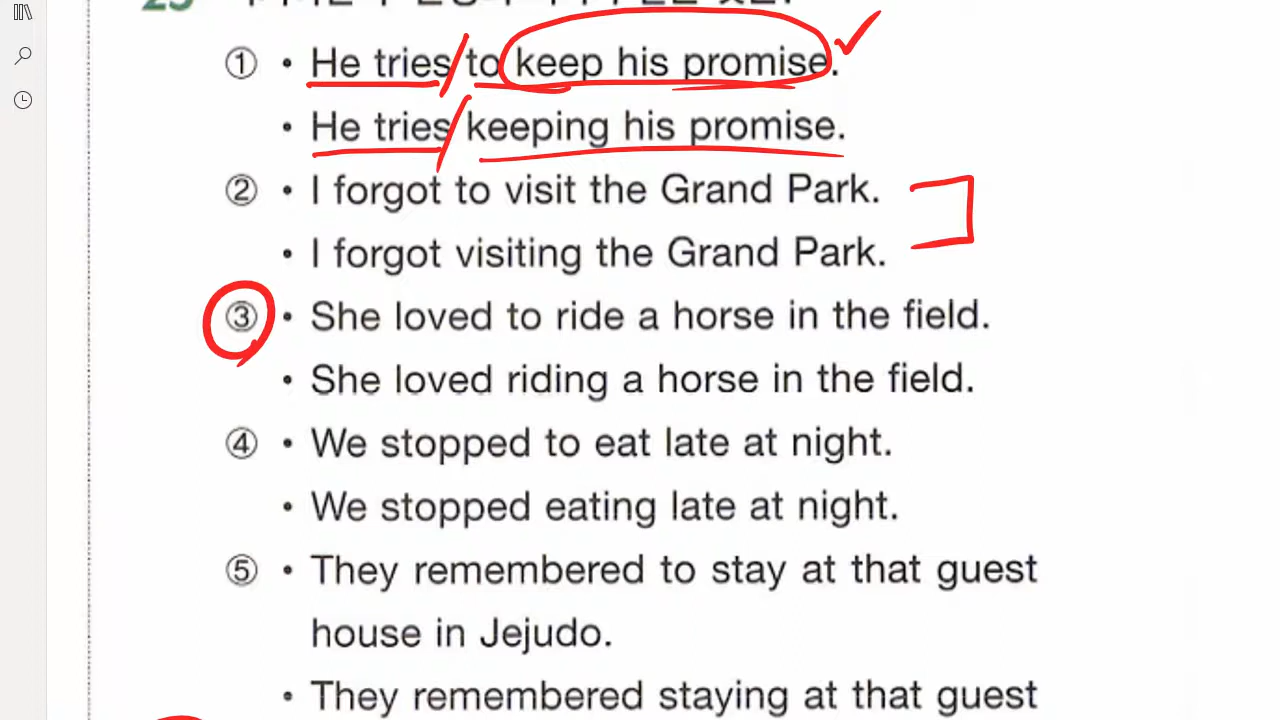 ① • He tries to keep his promise.
• He tries keeping his promise.
② • I forgot to visit the Grand Park.
• I forgot visiting the Grand Park.
③ • She loved to ride a horse in the field.
• She loved riding a horse in the field.
④ • We stopped to eat late at night.
• We stopped eating late at night.
⑤ • They remembered to stay at that guest
house in Jejudo.
• They remembered staying at that guest